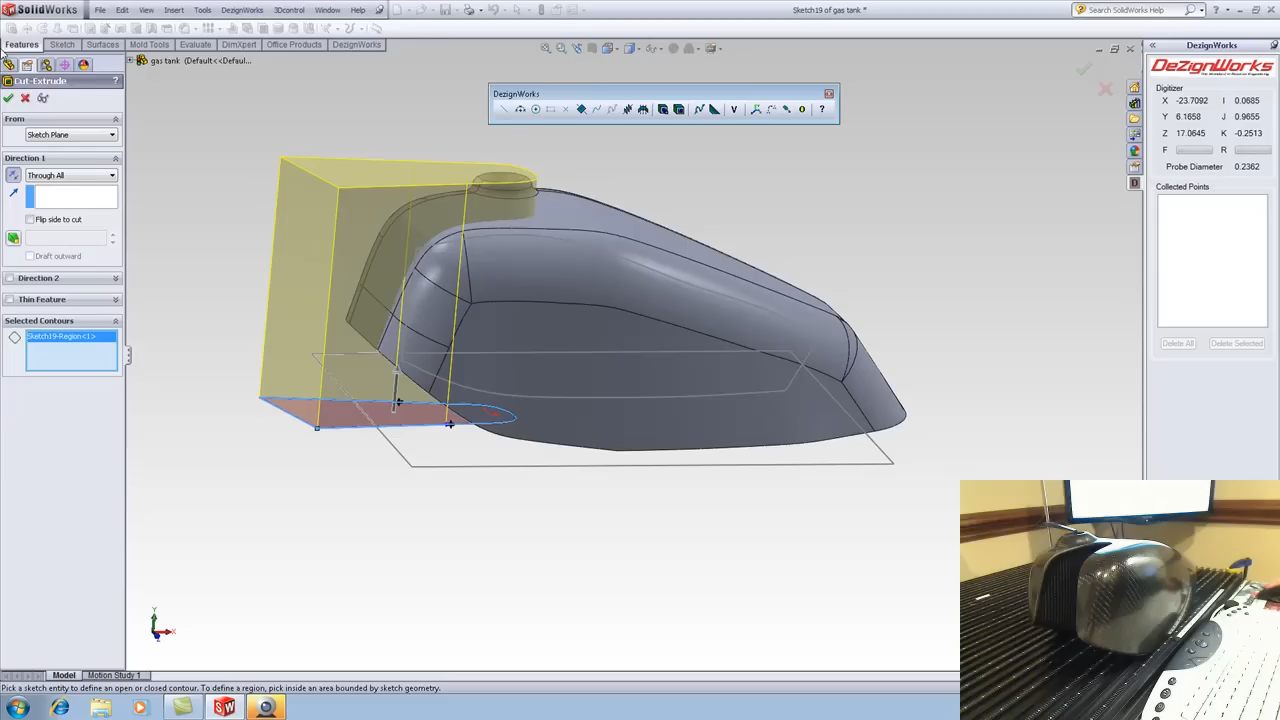 SolidWorks File Edit View Insert Tools DezignWorks 3Dcontrol Window Help Sketch19 of gas tank * Search SolidWorks Help
Features Sketch Surfaces Mold Tools Evaluate DimXpert Office Products DezignWorks
gas tank (Default<<Defaul...
Cut-Extrude ?
From
Sketch Plane
Direction 1
Through All
Flip side to cut
Draft outward
Direction 2
Thin Feature
Selected Contours
Sketch19-Region<1>
DezignWorks
V ?
DezignWorks
DEZIGNWORKS
Digitizer
X -23.7092 I 0.0685
Y 6.1658 J 0.9655
Z 17.0645 K -0.2513
F R
Probe Diameter 0.2362
Collected Points
Delete All Delete Selected
Y
X
Z
Model Motion Study 1
Pick a sketch entity to define an open or closed contour. To define a region, pick inside an area bounded by sketch geometry.